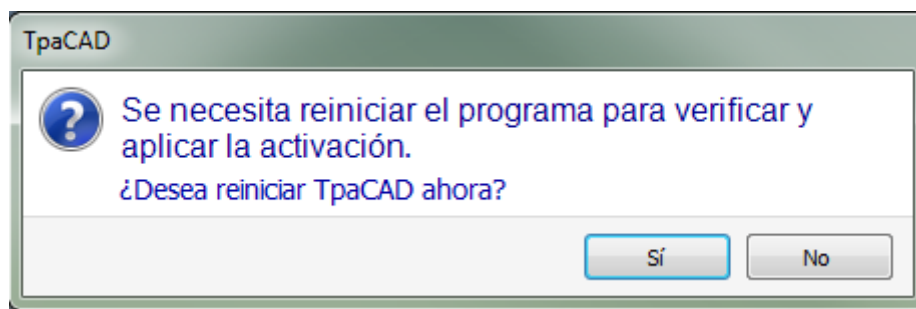 TpaCAD
Se necesita reiniciar el programa para verificar y
aplicar la activación.
¿Desea reiniciar TpaCAD ahora?
Sí
No